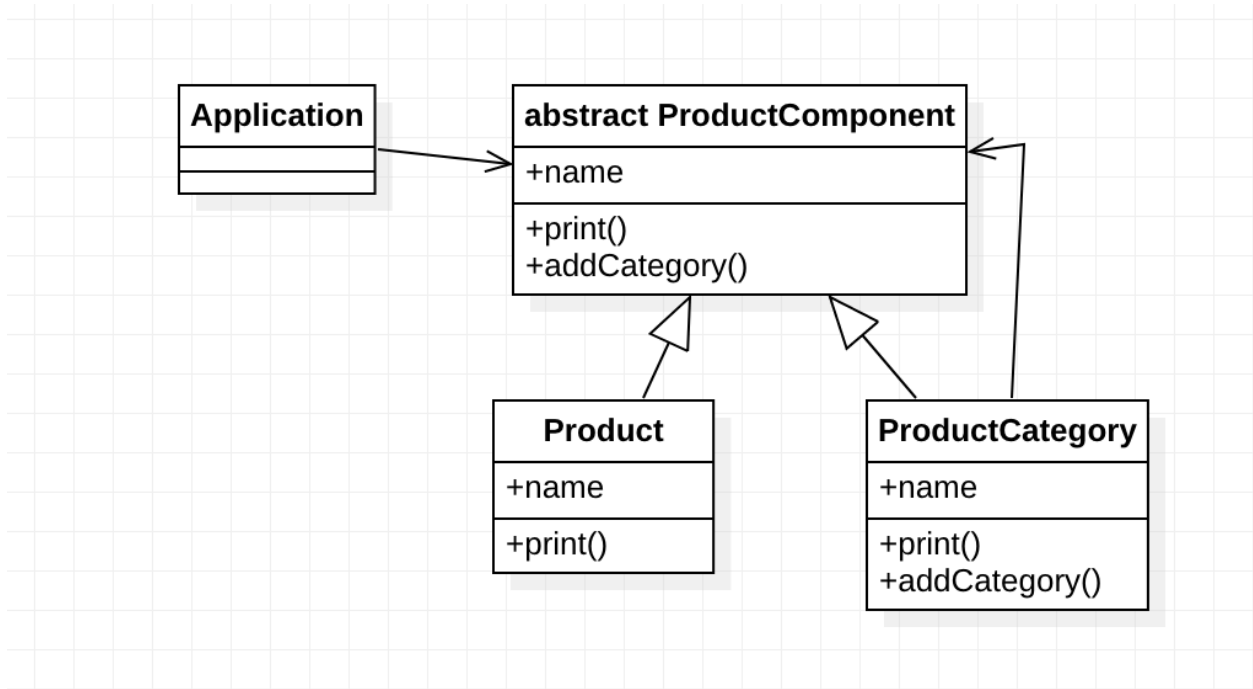 Application
abstract ProductComponent
+name
+print()
+addCategory()
Product
+name
+print()
ProductCategory
+name
+print()
+addCategory()